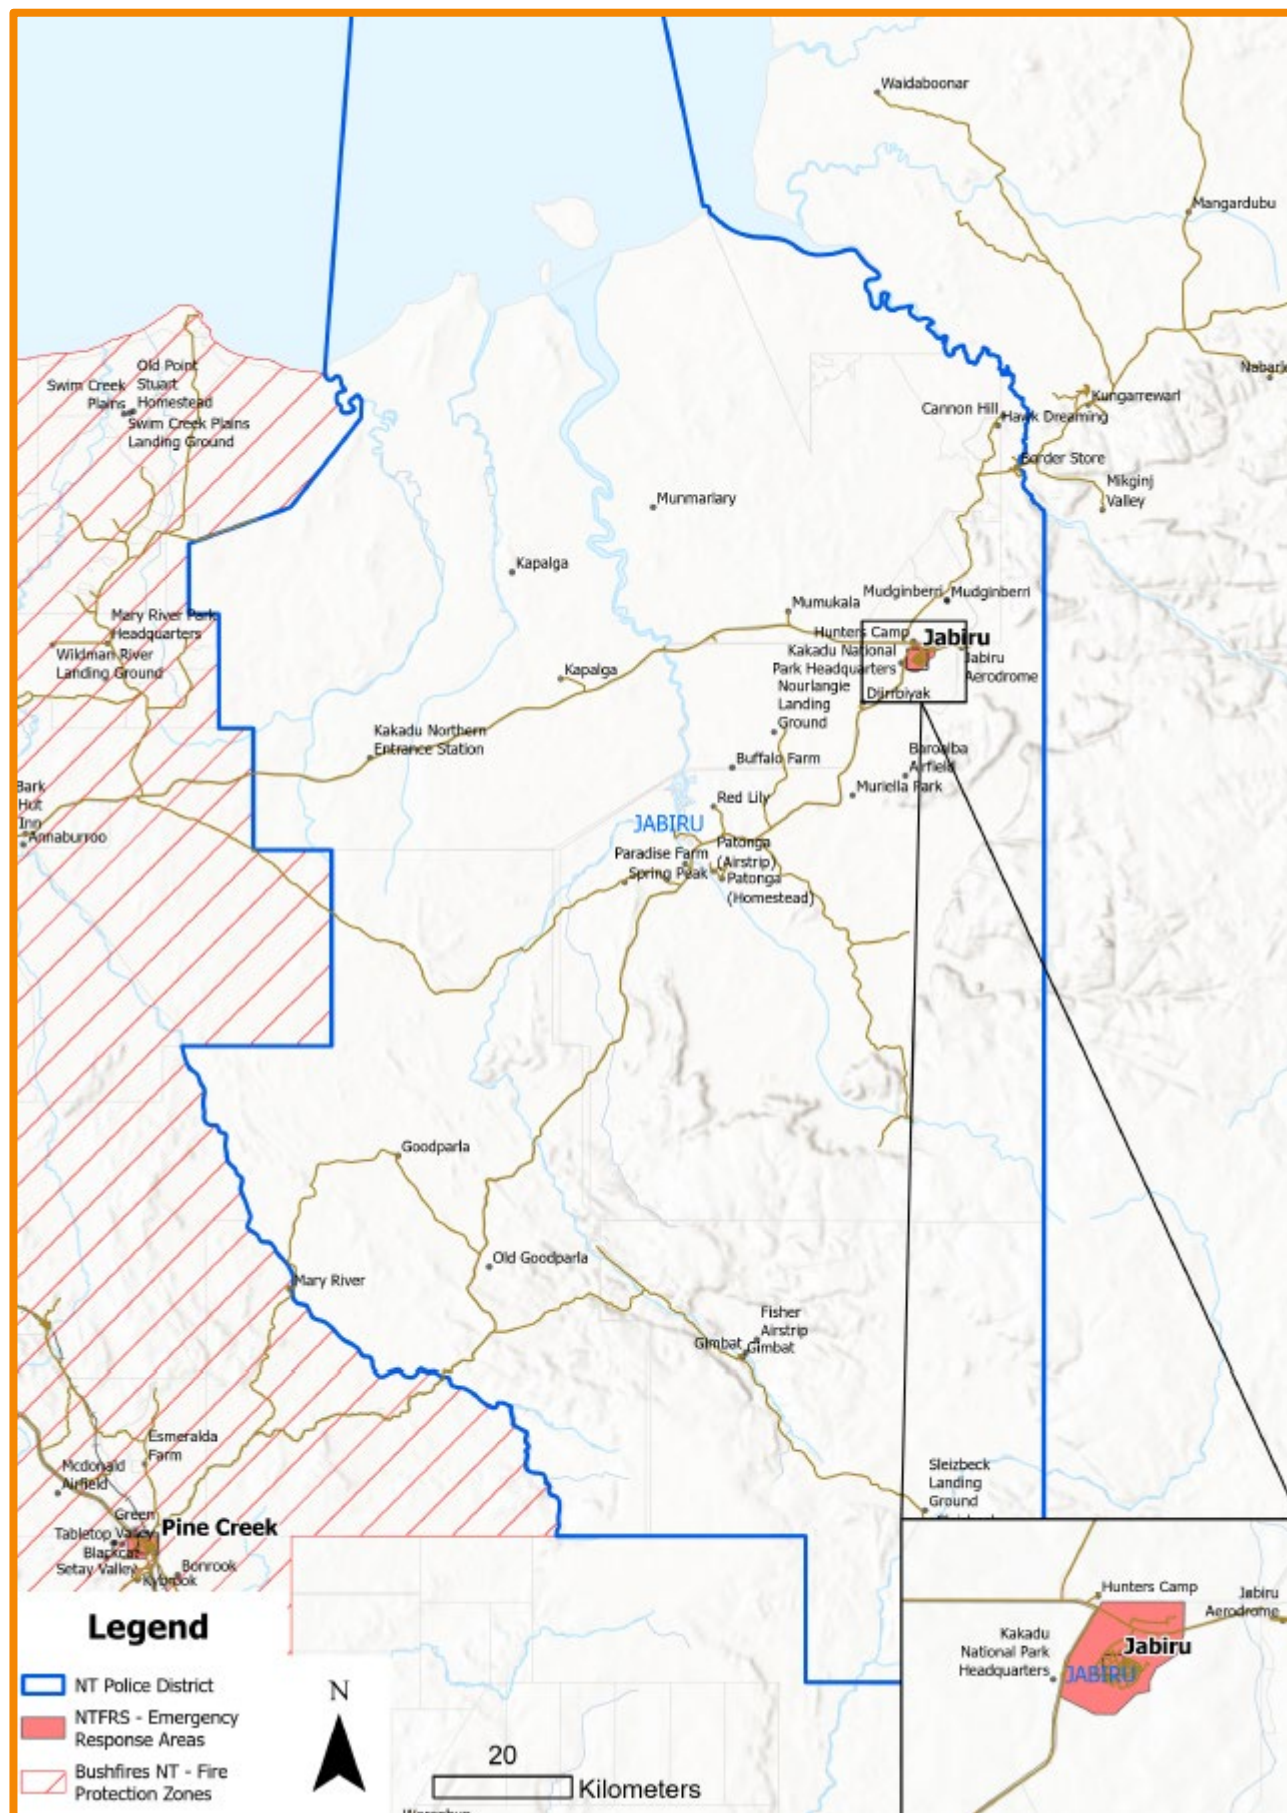 Waidaboonar
Mangardubu
Old Point
Stuart
Homestead
Swim Creek
Plains
Swim Creek Plains
Landing Ground
Kungarrewarl
Cannon Hill
Hawk Dreaming
Border Store
Mikginj
Valley
Munmarlary
Kapalga
Mudginberri
Mudginberri
Mumukala
Mary River Park
Headquarters
Wildman River
Landing Ground
Hunters Camp
Jabiru
Kakadu National
Park Headquarters
Jabiru
Aerodrome
Kapalga
Nourlangie
Landing
Ground
Djirrbiyak
Kakadu Northern
Entrance Station
Baroalba
Airfield
Buffalo Farm
Muriella Park
Bark
Hut
Inn
Annaburroo
Red Lily
JABIRU
Patonga
(Airstrip)
Paradise Farm
Spring Peak
Patonga
(Homestead)
Goodparla
Old Goodparla
Mary River
Fisher
Airstrip
Gimbat
Gimbat
Esmeralda
Farm
Mcdonald
Airfield
Sleizbeck
Landing
Ground
Green
Valley
Tabletop
Pine Creek
Blackcat
Setay Valley
Bonrook
Kybrook
Legend
NT Police District
NTFRS - Emergency
Response Areas
Bushfires NT - Fire
Protection Zones
N
20
Kilometers
Hunters Camp
Jabiru
Aerodrome
Kakadu
National Park
Headquarters
Jabiru
JABIRU